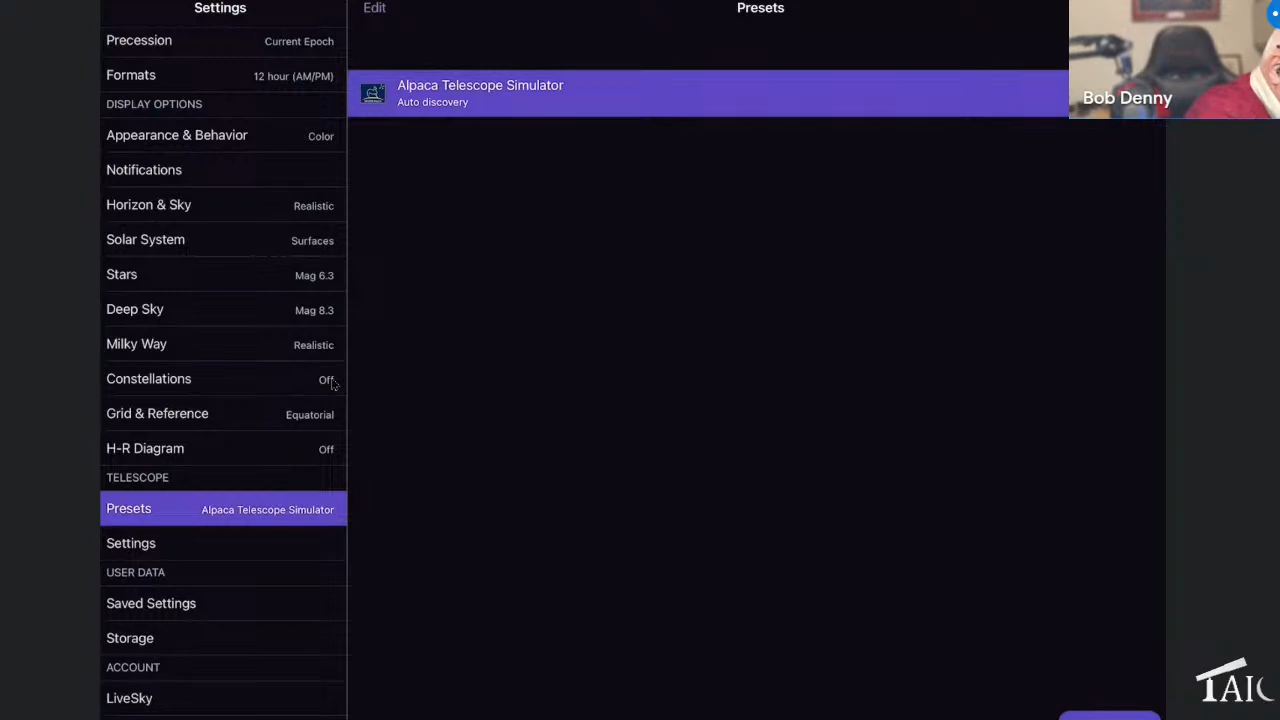 Settings
Edit
Presets
Precession
Current Epoch
Formats
12 hour (AM/PM)
DISPLAY OPTIONS
Appearance & Behavior
Color
Notifications
Horizon & Sky
Realistic
Solar System
Surfaces
Stars
Mag 6.3
Deep Sky
Mag 8.3
Milky Way
Realistic
Constellations
Off
Grid & Reference
Equatorial
H-R Diagram
Off
TELESCOPE
Presets
Alpaca Telescope Simulator
Settings
USER DATA
Saved Settings
Storage
ACCOUNT
LiveSky
Alpaca Telescope Simulator
Auto discovery
Bob Denny
TAIC